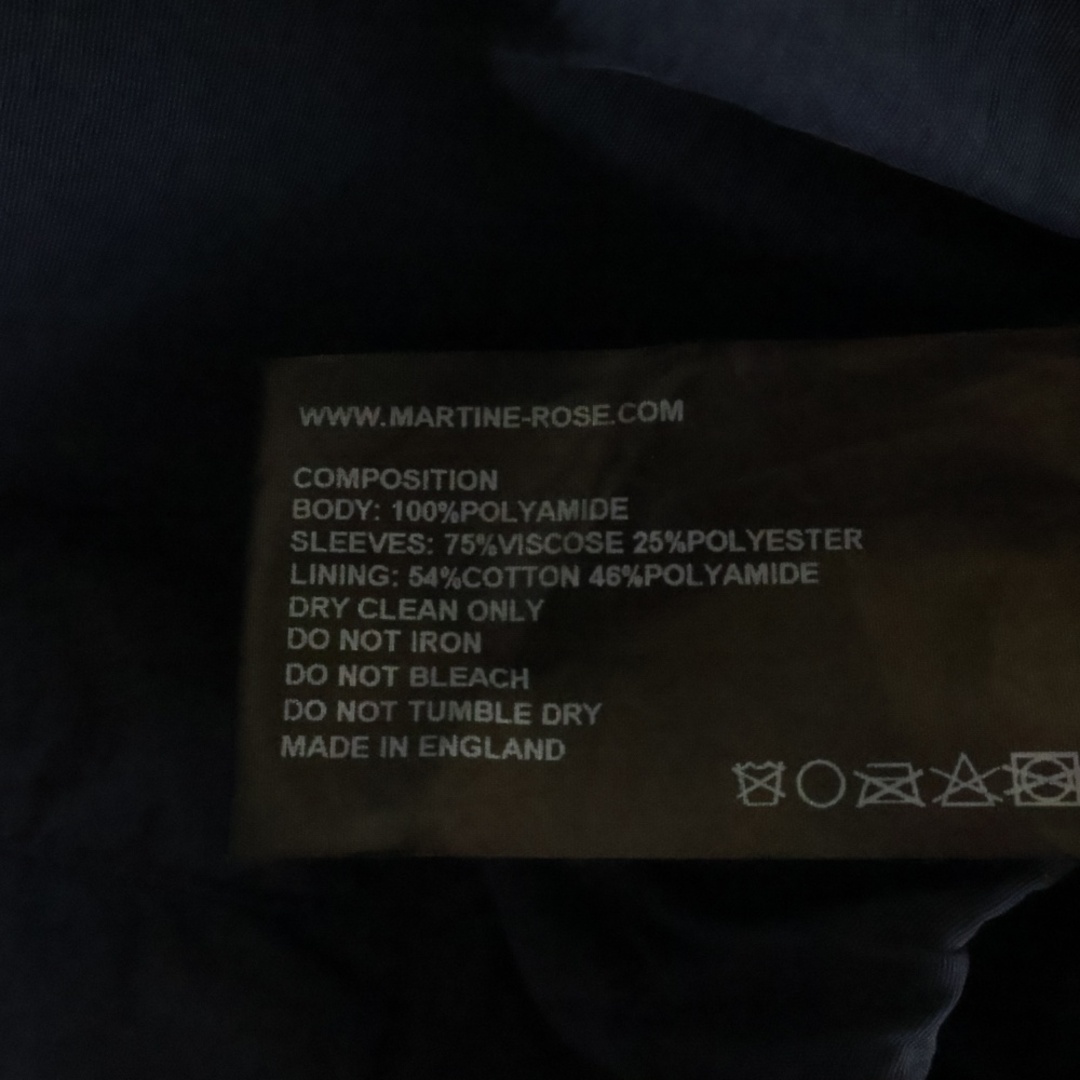 WWW.MARTINE-ROSE.COM
COMPOSITION
BODY: 100%POLYAMIDE
SLEEVES: 75%VISCOSE 25%POLYESTER
LINING: 54%COTTON 46%POLYAMIDE
DRY CLEAN ONLY
DO NOT IRON
DO NOT BLEACH
DO NOT TUMBLE DRY
MADE IN ENGLAND